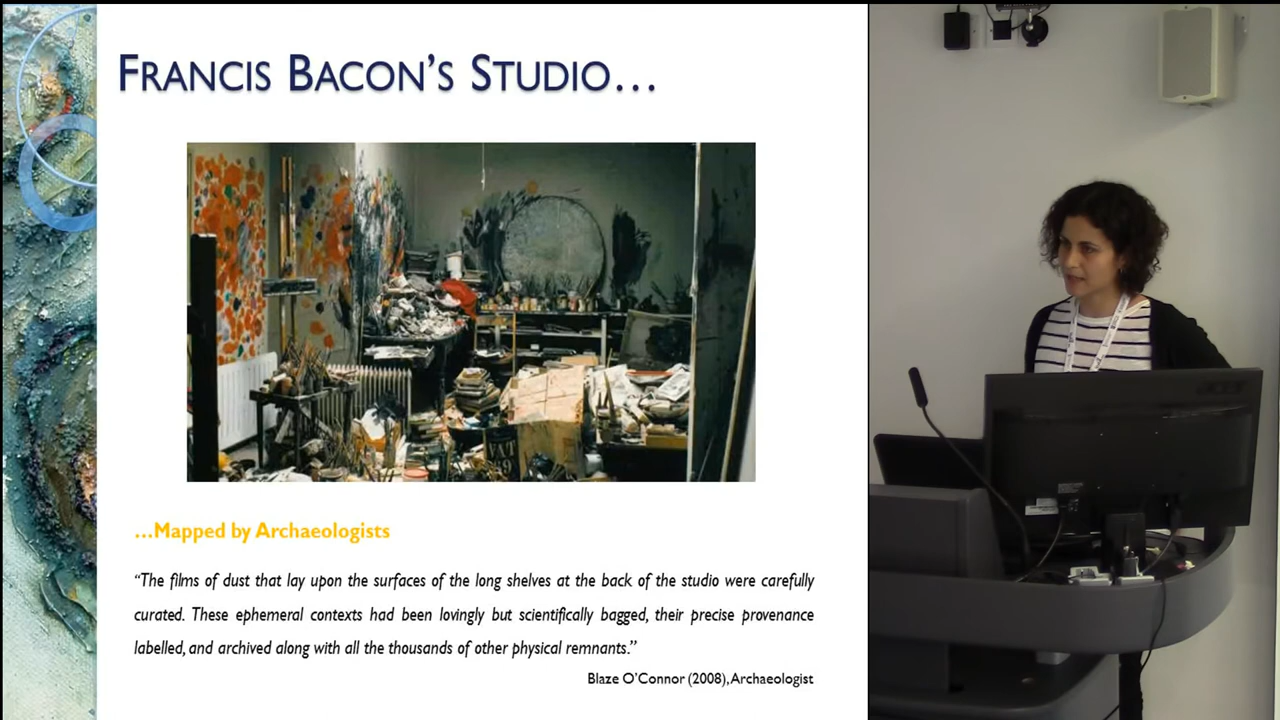 FRANCIS BACON'S STUDIO…
VAT
69
…Mapped by Archaeologists
“The films of dust that lay upon the surfaces of the long shelves at the back of the studio were carefully
curated. These ephemeral contexts had been lovingly but scientifically bagged, their precise provenance
labelled, and archived along with all the thousands of other physical remnants.”
Blaze O’Connor (2008), Archaeologist